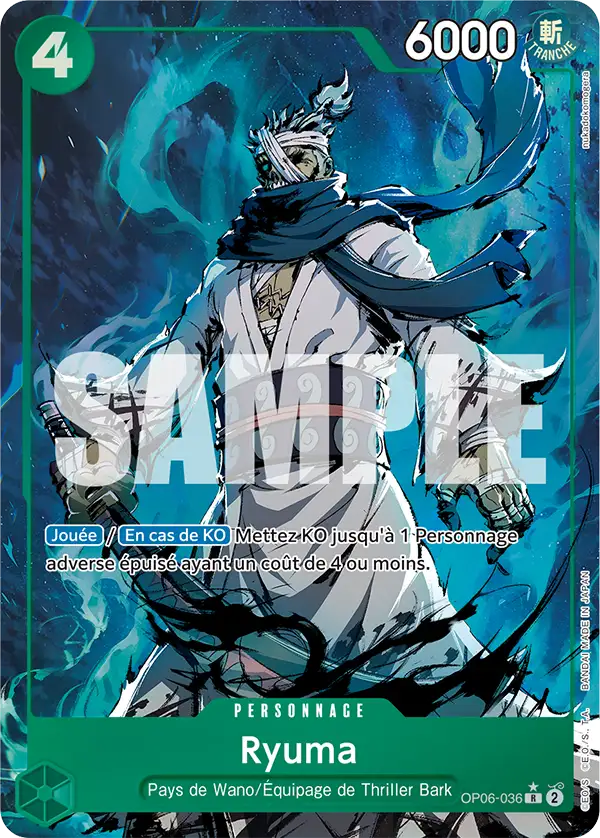 4
6000
斬
TRANCHE
nukadokomogera
SAMPLE
Jouée / En cas de KO Mettez KO jusqu'à 1 Personnage
adverse épuisé ayant un coût de 4 ou moins.
©E.O./S. ©E.O./S., T.A. BANDAI MADE IN JAPAN
PERSONNAGE
Ryuma
Pays de Wano/Équipage de Thriller Bark
OP06-036 R 2